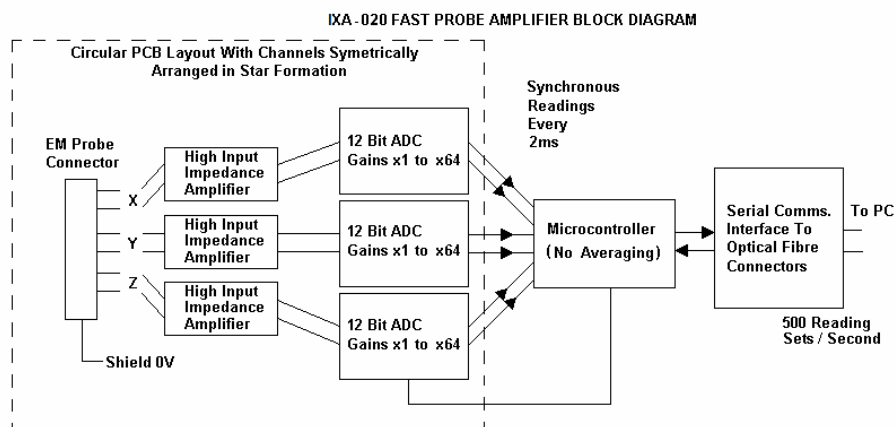 IXA-020 FAST PROBE AMPLIFIER BLOCK DIAGRAM
Circular PCB Layout With Channels Symetrically
Arranged in Star Formation
Synchronous
Readings
Every
2ms
EM Probe
Connector
X
Y
Z
Shield 0V
High Input
Impedance
Amplifier
High Input
Impedance
Amplifier
High Input
Impedance
Amplifier
12 Bit ADC
Gains x1 to x64
12 Bit ADC
Gains x1 to x64
12 Bit ADC
Gains x1 to x64
Microcontroller
(No Averaging)
Serial Comms.
Interface To
Optical Fibre
Connectors
To PC
500 Reading
Sets / Second